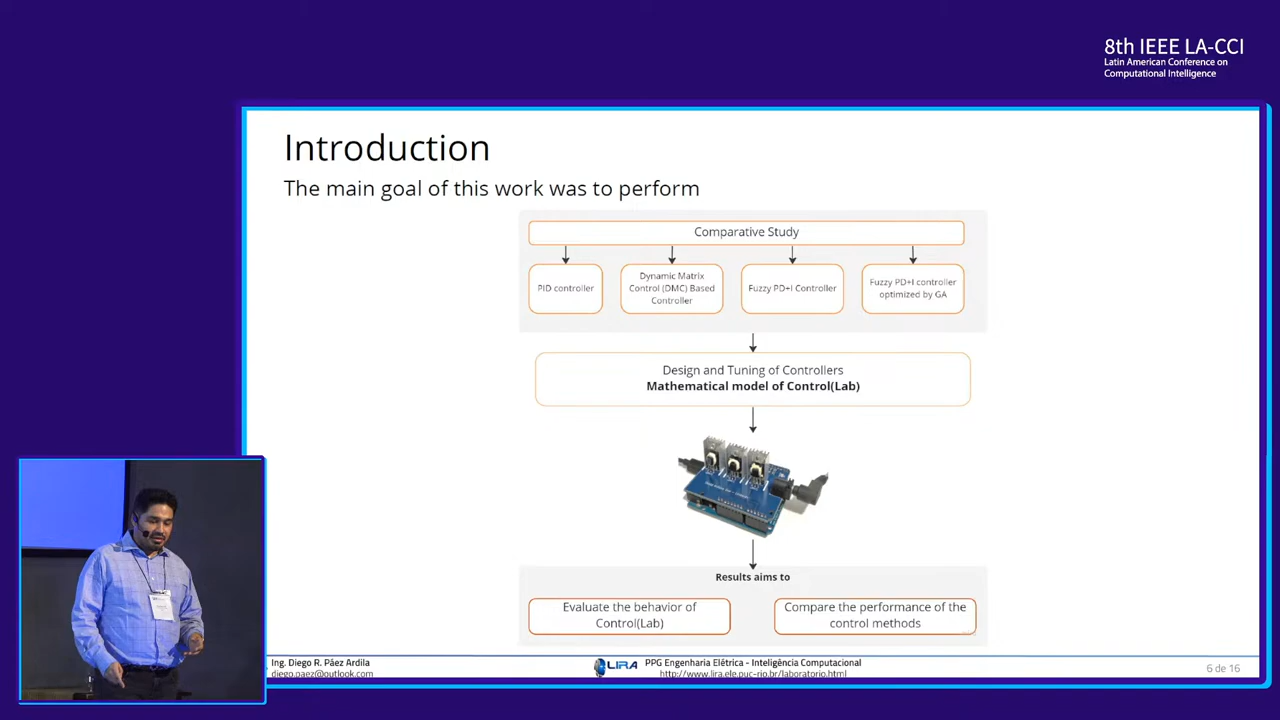 8th IEEE LA-CCI
Latin American Conference on
Computational Intelligence
Introduction
The main goal of this work was to perform
Comparative Study
PID controller
Dynamic Matrix
Control (DMC) Based
Controller
Fuzzy PD+I Controller
Fuzzy PD+I controller
optimized by GA
Design and Tuning of Controllers
Mathematical model of Control(Lab)
Results aims to
Evaluate the behavior of
Control(Lab)
Compare the performance of the
control methods
Ing. Diego R. Páez Ardila
diego.paez@outlook.com
LIRA
PPG Engenharia Elétrica - Inteligência Computacional
http://www.lira.ele.puc-rio.br/laboratorio.html
6 de 16